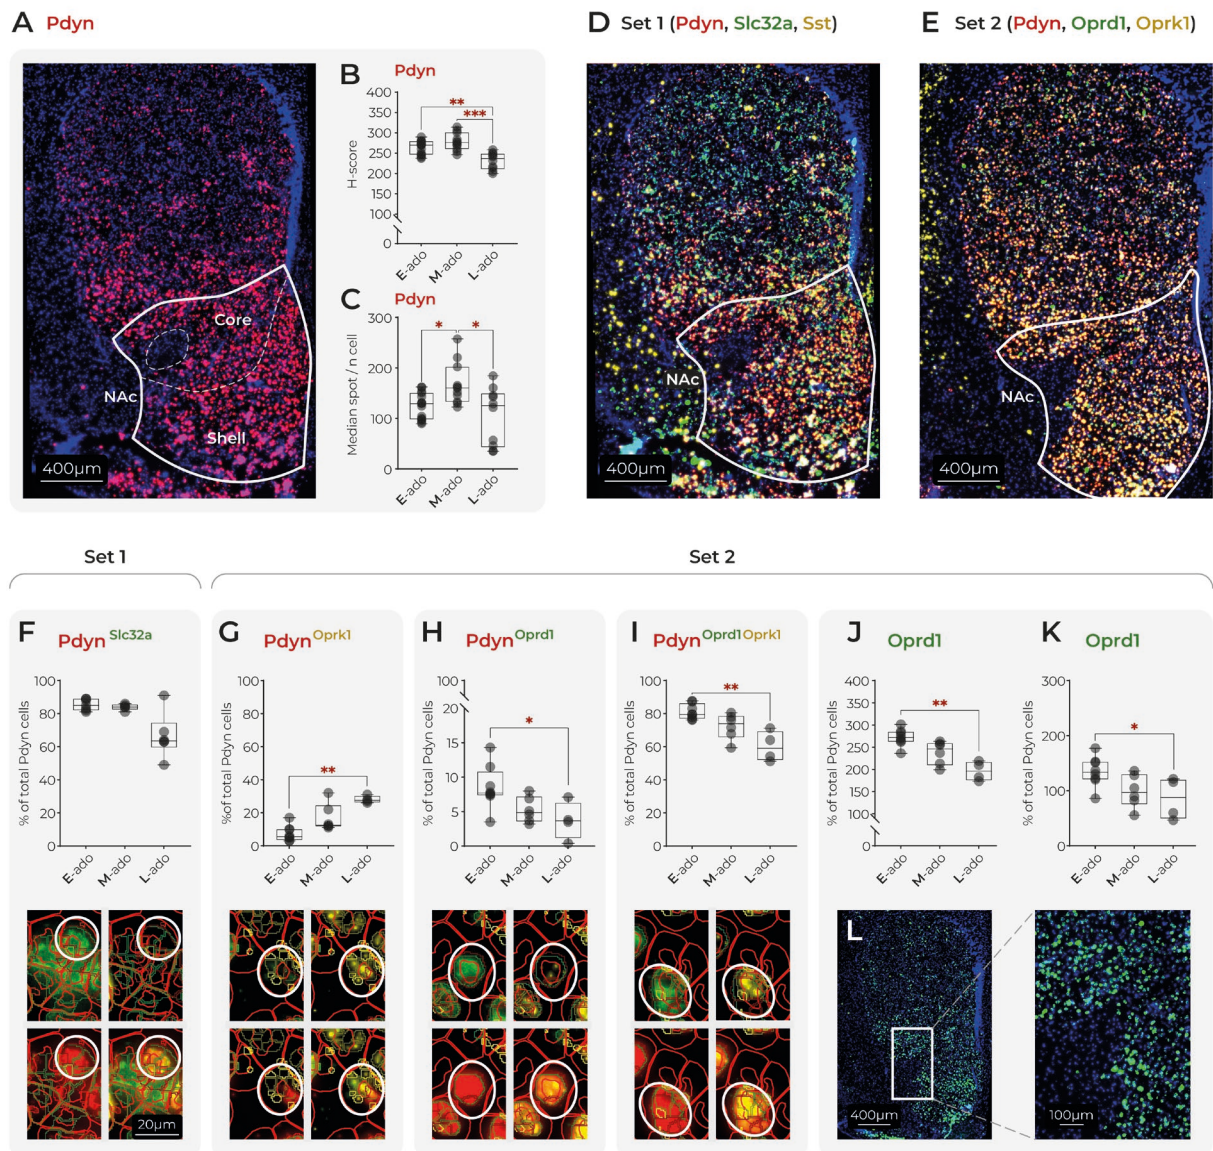 A Pdyn
D Set 1 (Pdyn, Slc32a, Sst)
E Set 2 (Pdyn, Oprd1, Oprk1)
Core
NAc
Shell
400µm
B Pdyn
H-score
400
350
300
250
200
150
100
0
** ***
E-ado M-ado L-ado
C Pdyn
Median spot / n cell
300
200
100
0
* *
E-ado M-ado L-ado
NAc
400µm
NAc
400µm
Set 1
Set 2
F Pdyn Slc32a
% of total Pdyn cells
100
80
60
40
20
0
E-ado M-ado L-ado
20µm
G Pdyn Oprk1
%of total Pdyn cells
100
80
60
40
20
0
**
E-ado M-ado L-ado
H Pdyn Oprd1
% of total Pdyn cells
100
80
20
15
10
5
0
*
E-ado M-ado L-ado
I Pdyn Oprd1 Oprk1
% of total Pdyn cells
100
80
60
40
20
0
**
E-ado M-ado L-ado
J Oprd1
% of total Pdyn cells
400
350
300
250
200
150
100
0
**
E-ado M-ado L-ado
K Oprd1
% of total Pdyn cells
300
200
100
0
*
E-ado M-ado L-ado
L
400µm
100µm